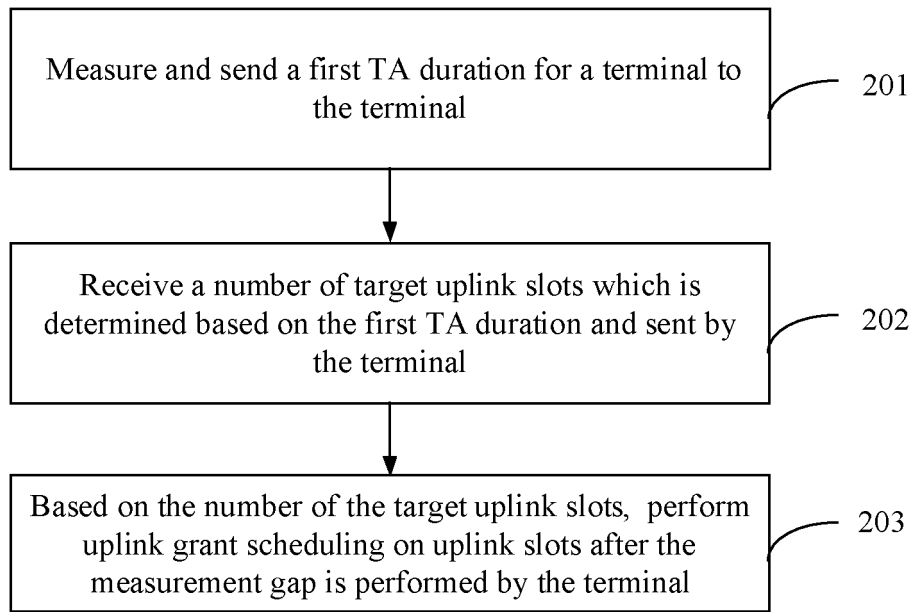 Measure and send a first TA duration for a terminal to
the terminal
201
Receive a number of target uplink slots which is
determined based on the first TA duration and sent by
the terminal
202
Based on the number of the target uplink slots, perform
uplink grant scheduling on uplink slots after the
measurement gap is performed by the terminal
203